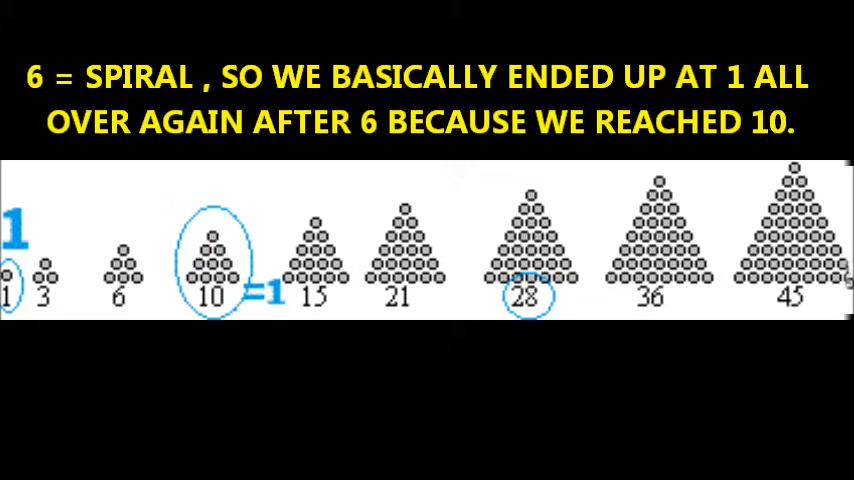 6 = SPIRAL , SO WE BASICALLY ENDED UP AT 1 ALL
OVER AGAIN AFTER 6 BECAUSE WE REACHED 10.
1
1 3 6 10 =1 15 21 28 36 45